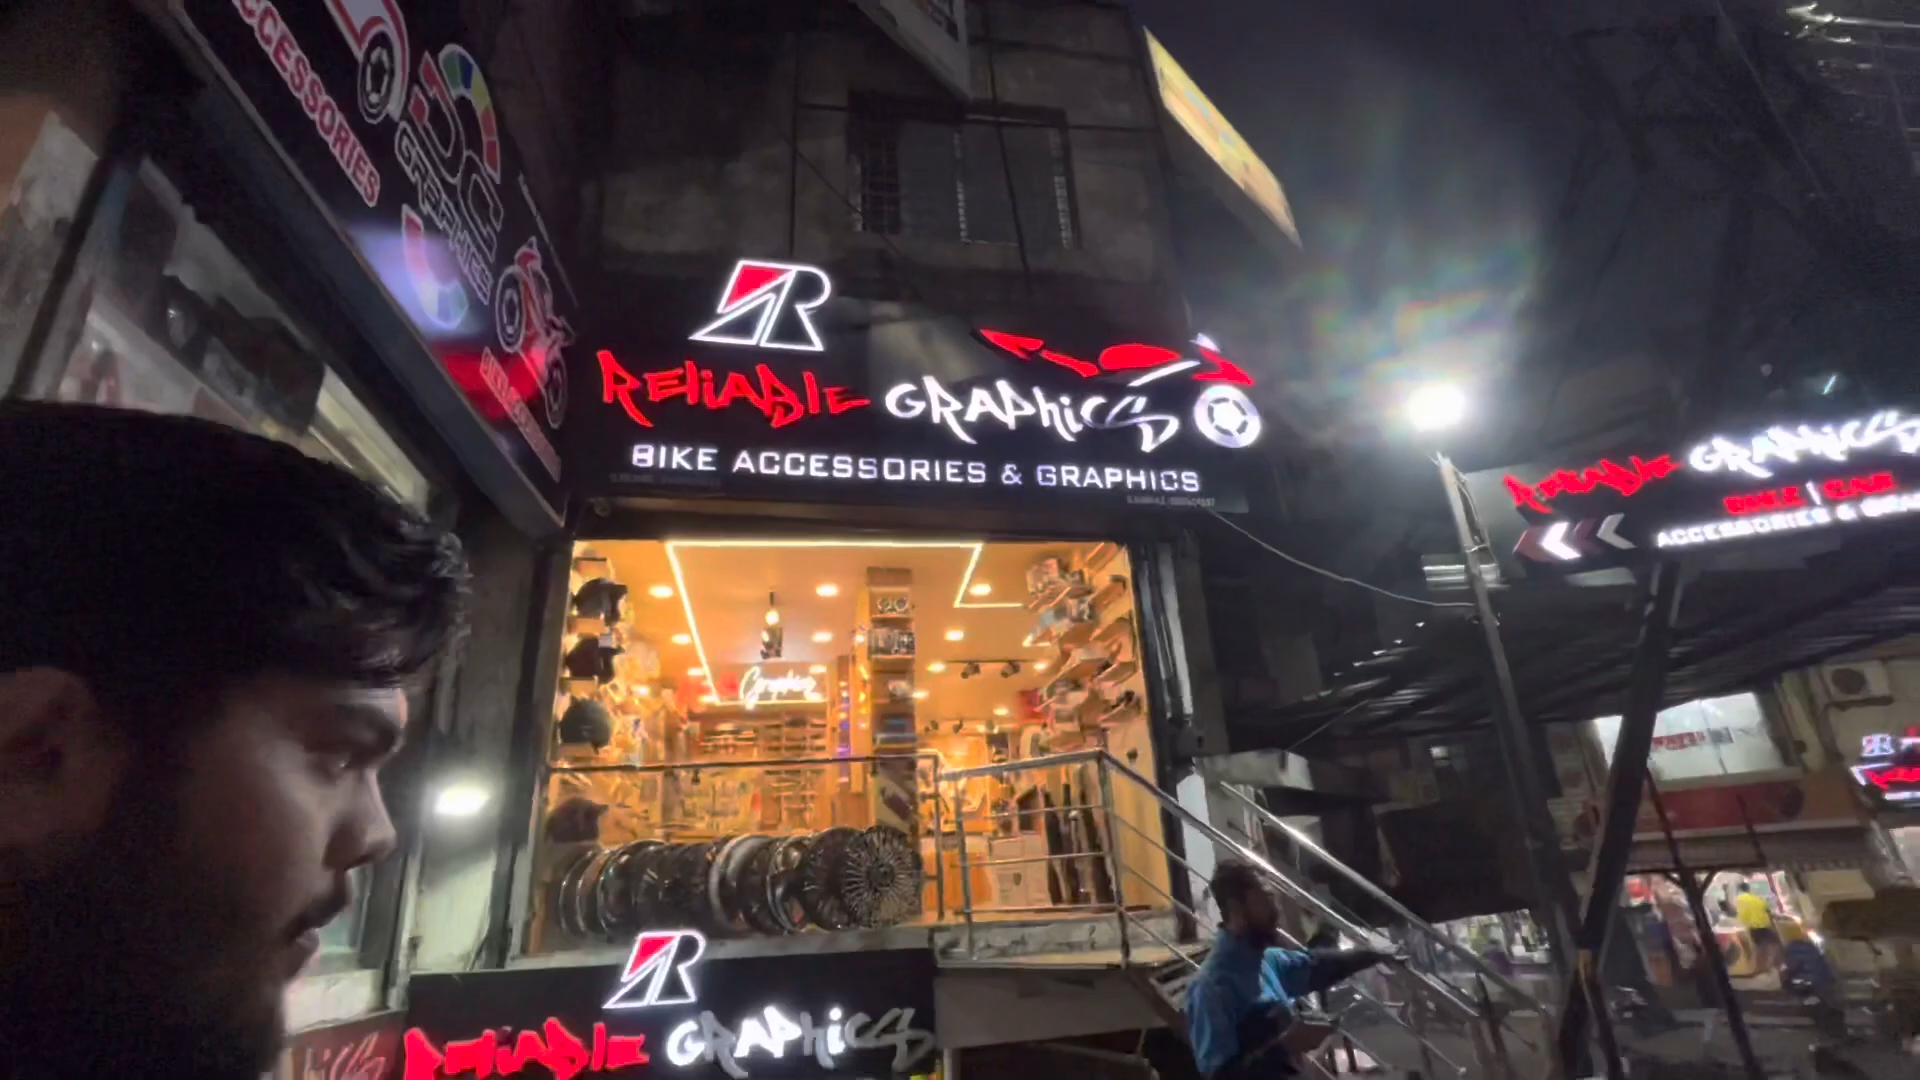 ACCESSORIES
GRAPHICS
R
RELIABLE GRAPHICS
BIKE ACCESSORIES & GRAPHICS
Graphics
RELIABLE GRAPHICS
BIKE | CAR
ACCESSORIES &
R
RELIABLE GRAPHICS